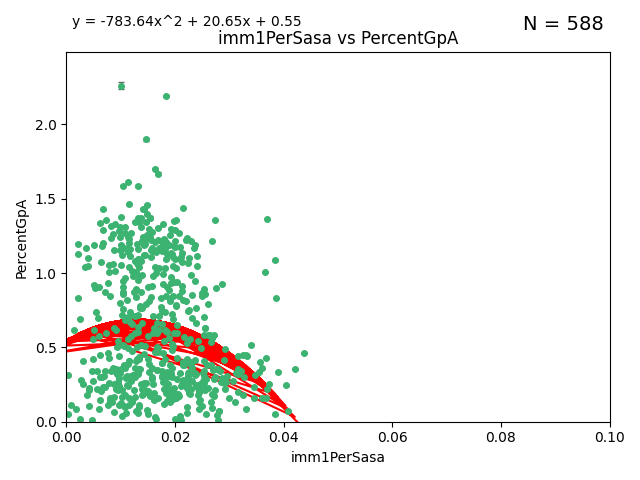 y = -783.64x^2 + 20.65x + 0.55
N = 588
imm1PerSasa vs PercentGpA
PercentGpA
2.0
1.5
1.0
0.5
0.0
0.00 0.02 0.04 0.06 0.08 0.10
imm1PerSasa